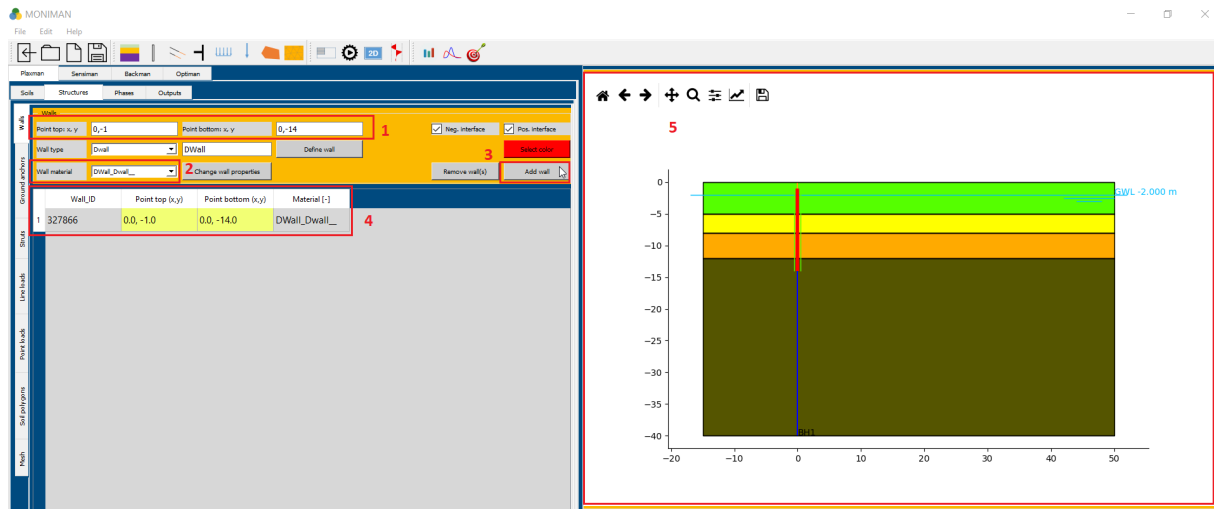 MONIMAN
File Edit Help
2D
Plaxman Sensiman Backman Optiman
Soils Structures Phases Outputs
Walls
Ground anchors
Struts
Line loads
Point loads
Soil polygons
Mesh
Walls
Point top: x, y 0,-1 Point bottom: x, y 0,-14 1 Neg. interface Pos. interface
Wall type Dwall DWall Define wall 3 Select color
Wall material DWall_Dwall__ 2 Change wall properties Remove wall(s) Add wall
Wall_ID Point top (x,y) Point bottom (x,y) Material [-]
1 327866 0.0, -1.0 0.0, -14.0 DWall_Dwall__ 4
5
GWL -2.000 m
0
−5
−10
−15
−20
−25
−30
−35
−40
BH1
−20 −10 0 10 20 30 40 50